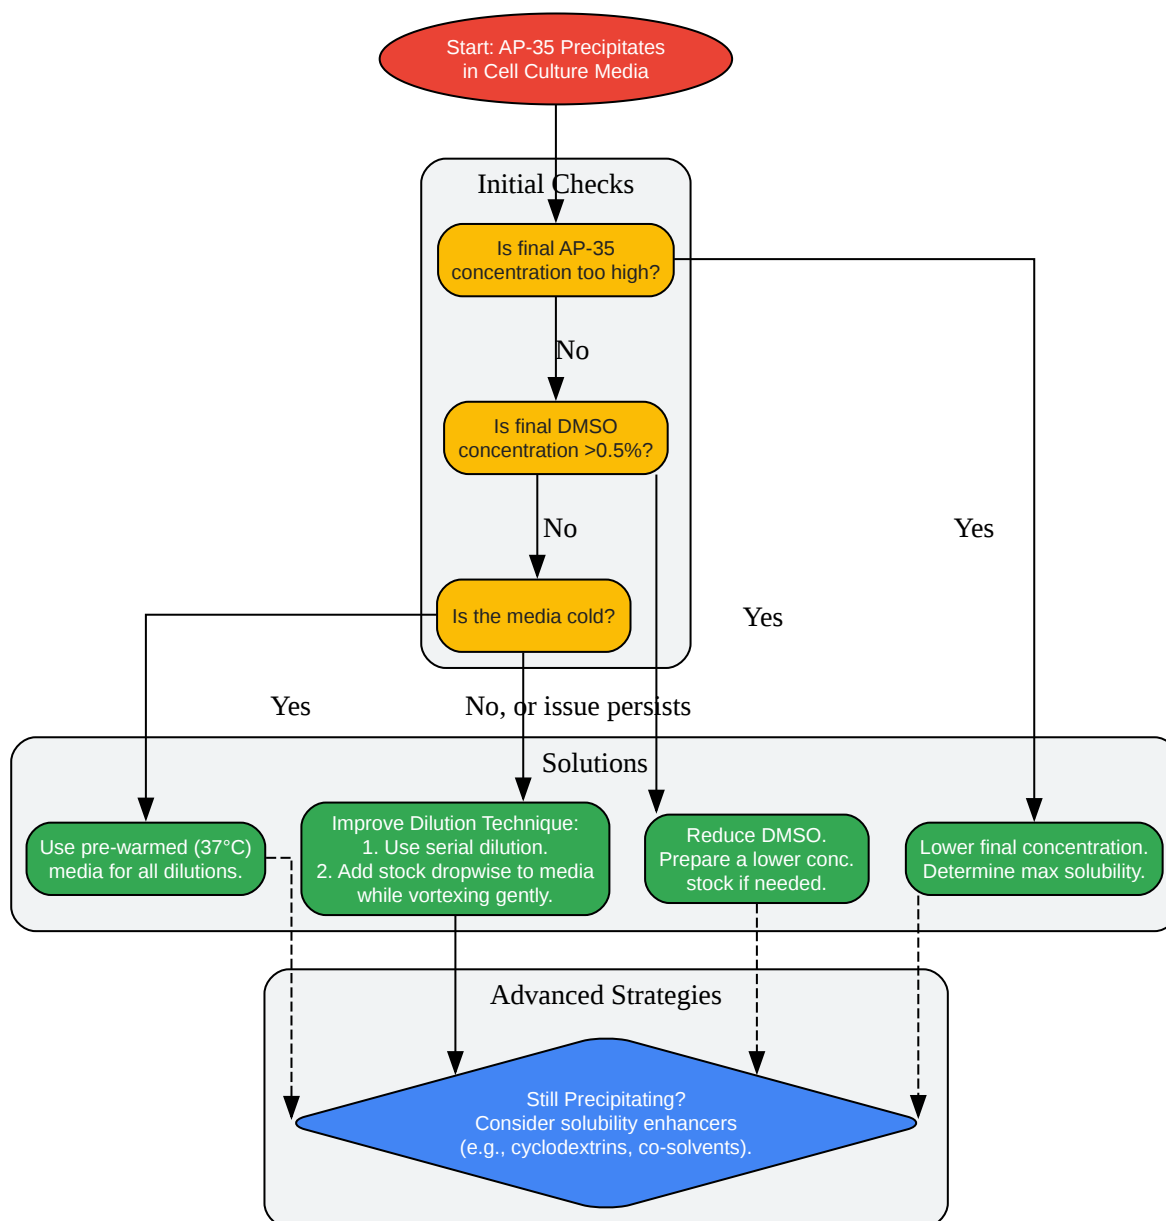 Start: AP-35 Precipitates
in Cell Culture Media
Initial Checks
Is final AP-35
concentration too high?
No
Is final DMSO
concentration >0.5%?
No
Yes
Is the media cold?
Yes
Yes
No, or issue persists
Solutions
Use pre-warmed (37°C)
media for all dilutions.
Improve Dilution Technique:
1. Use serial dilution.
2. Add stock dropwise to media
while vortexing gently.
Reduce DMSO.
Prepare a lower conc.
stock if needed.
Lower final concentration.
Determine max solubility.
Advanced Strategies
Still Precipitating?
Consider solubility enhancers
(e.g., cyclodextrins, co-solvents).